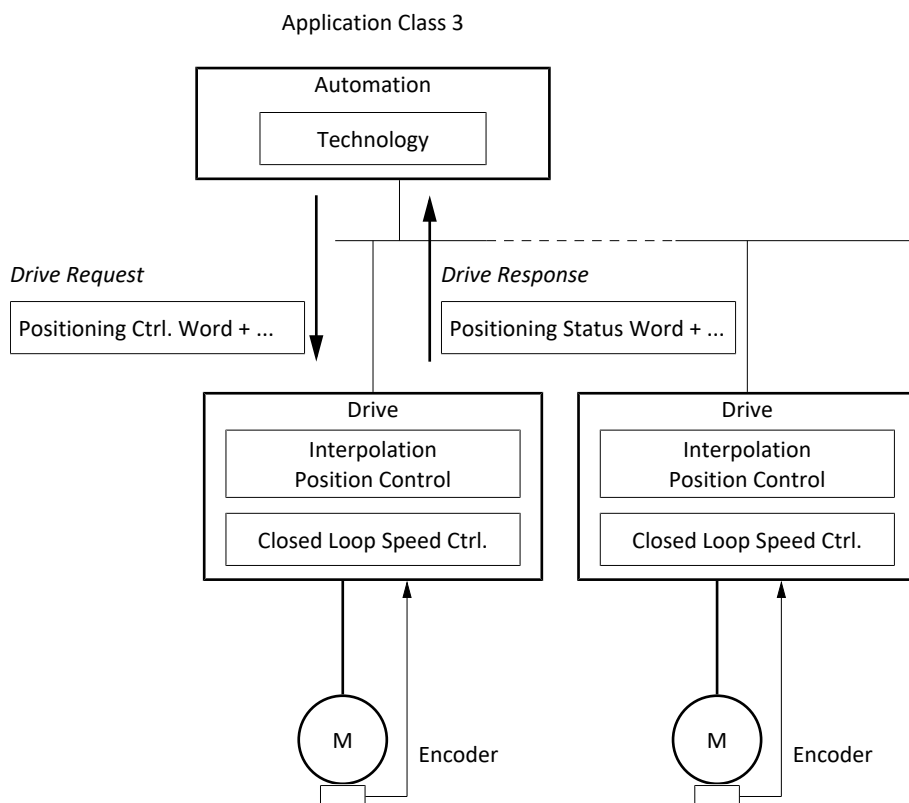 Application Class 3
Automation
Technology
Drive Request
Drive Response
Positioning Ctrl. Word + ...
Positioning Status Word + ...
Drive
Interpolation
Position Control
Closed Loop Speed Ctrl.
M
Encoder
Drive
Interpolation
Position Control
Closed Loop Speed Ctrl.
M
Encoder